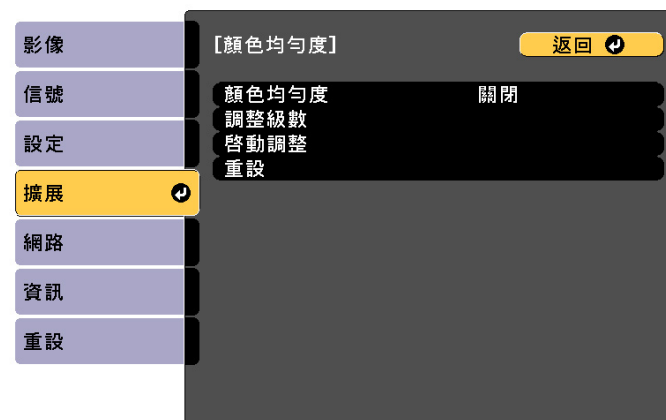 影像
信號
設定
擴展
網路
資訊
重設
[顏色均勻度]
返回
顏色均勻度 關閉
調整級數
啓動調整
重設